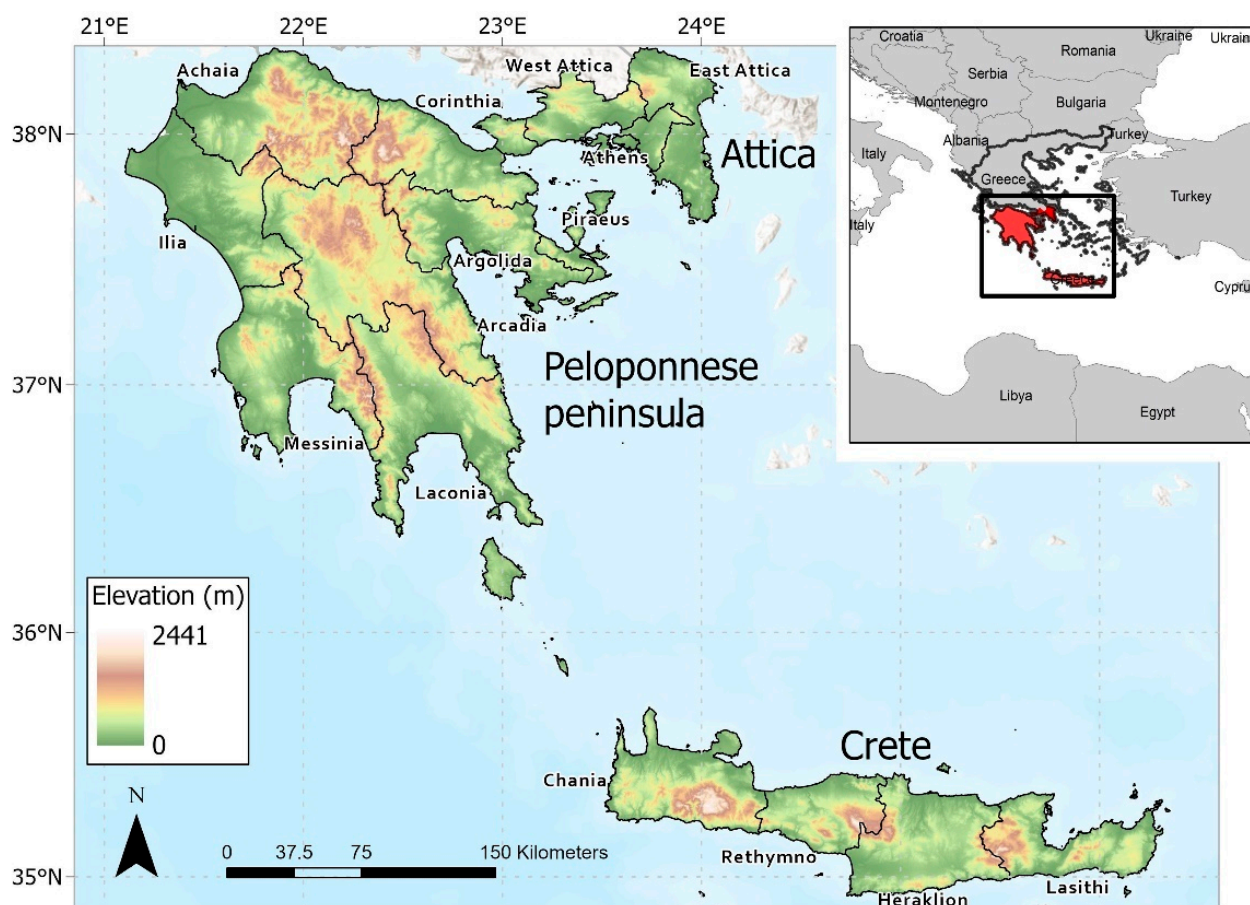 21°E
22°E
23°E
24°E
38°N
37°N
36°N
35°N
Achaia
West Attica
East Attica
Corinthia
Athens
Attica
Piraeus
Ilia
Argolida
Arcadia
Peloponnese
peninsula
Messinia
Laconia
Elevation (m)
2441
0
Crete
Chania
Rethymno
Heraklion
Lasithi
N
0
37.5
75
150 Kilometers
Croatia
Ukraine
Ukrain
Romania
Serbia
Montenegro
Bulgaria
Albania
Turkey
Italy
Greece
Turkey
Italy
Cypru
Libya
Egypt